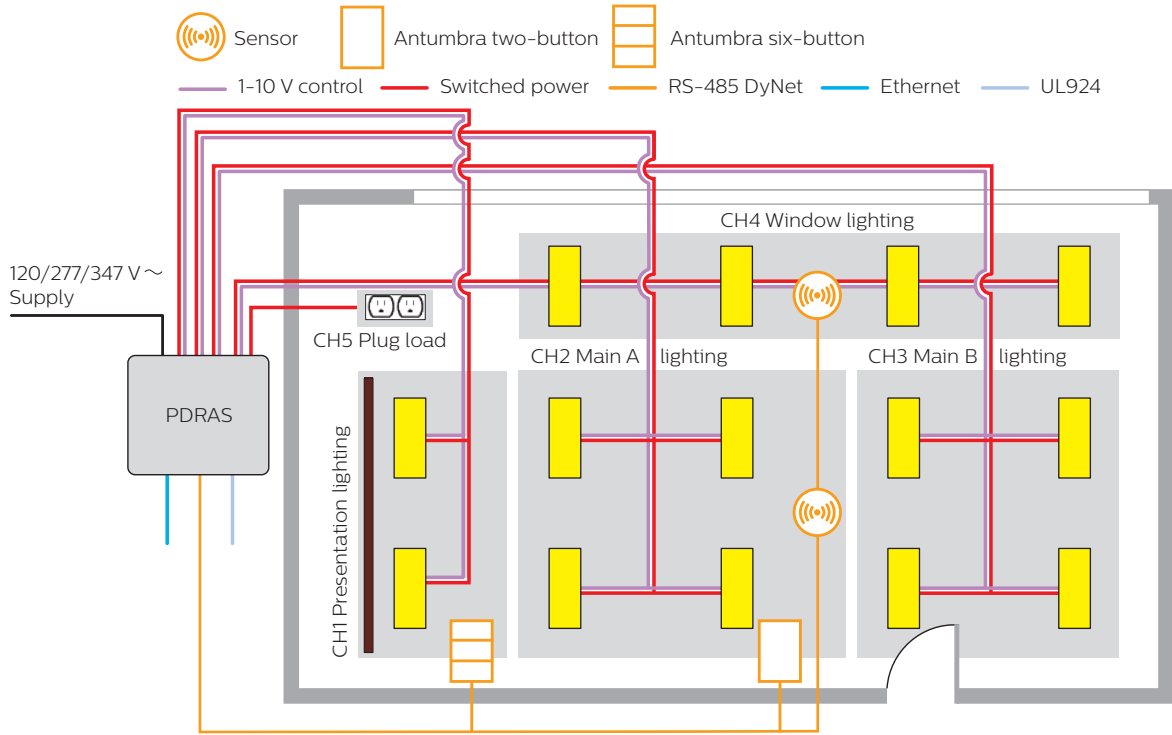 Sensor
Antumbra two-button
Antumbra six-button
1-10 V control
Switched power
RS-485 DyNet
Ethernet
UL924
CH4 Window lighting
120/277/347 V ~
Supply
CH5 Plug load
CH2 Main A lighting
CH3 Main B lighting
PDRAS
CH1 Presentation lighting